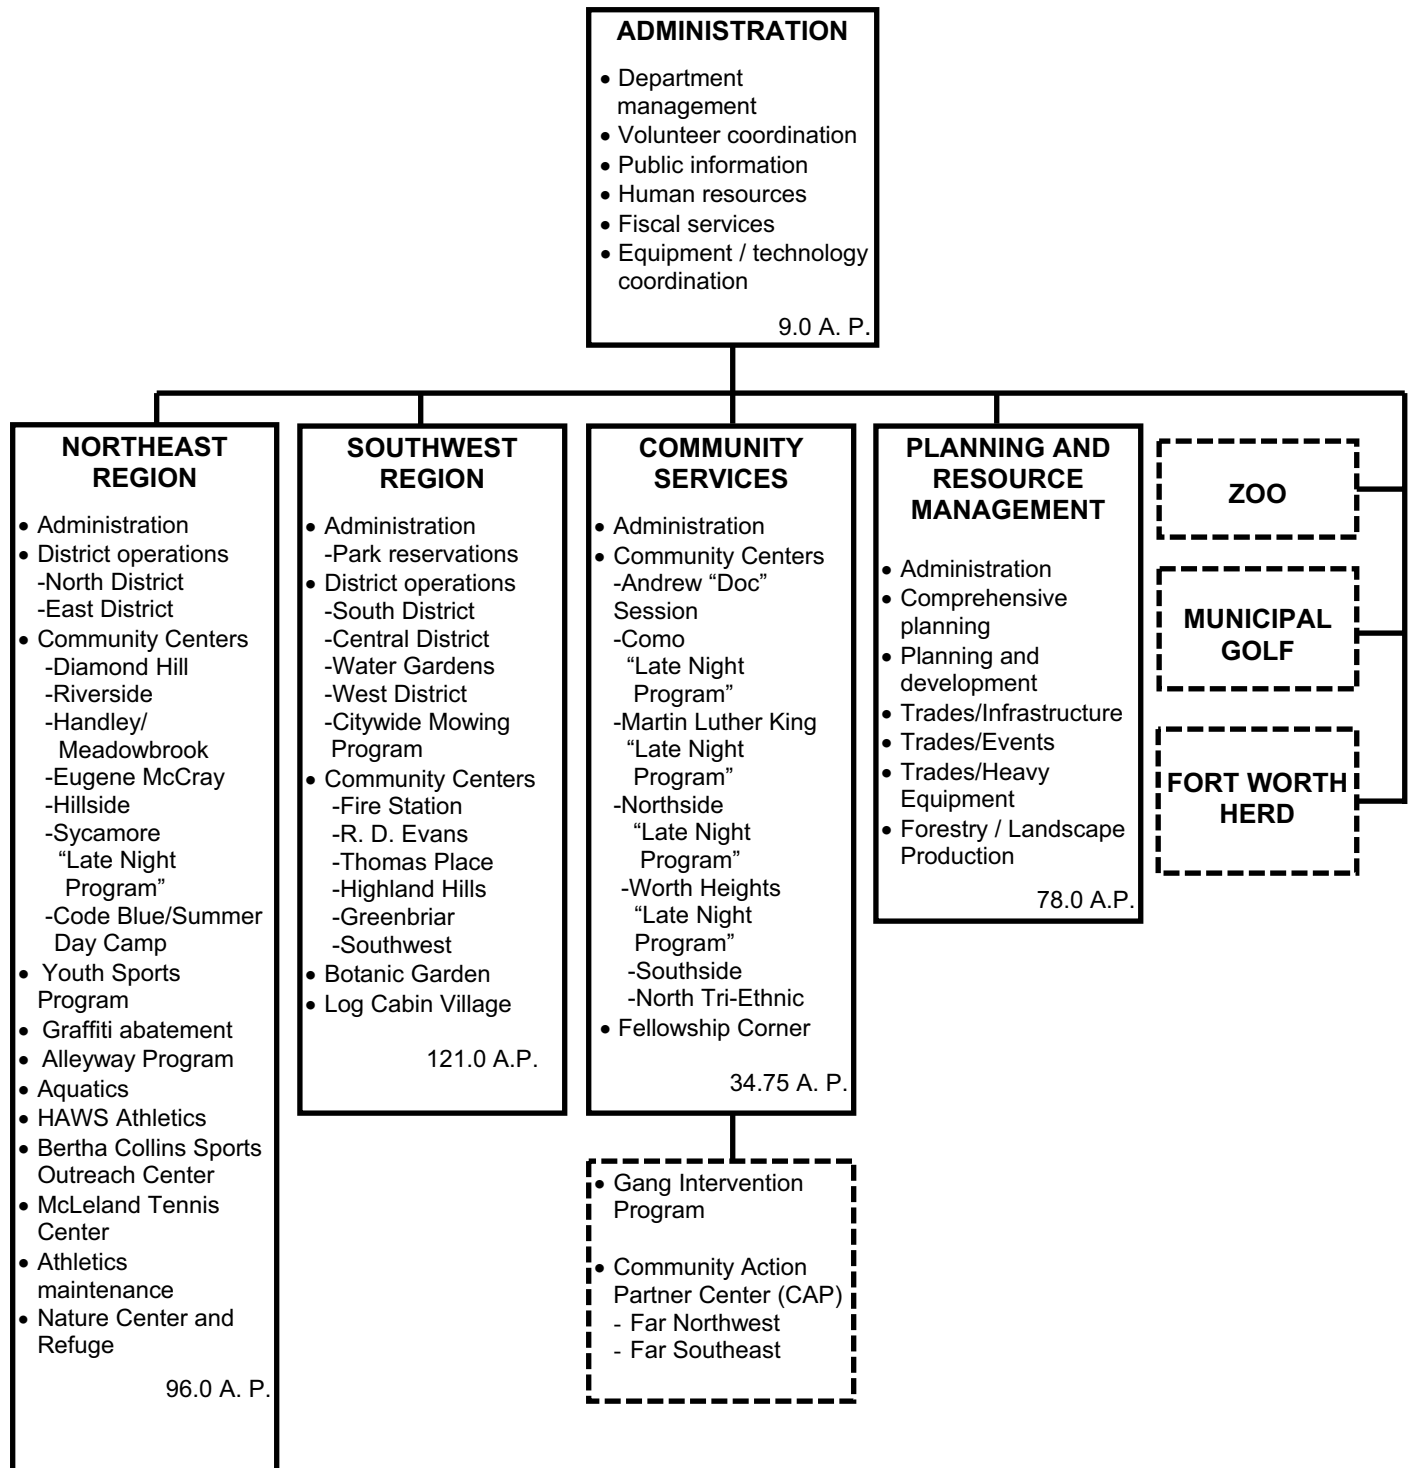 ADMINISTRATION
• Department
management
• Volunteer coordination
• Public information
• Human resources
• Fiscal services
• Equipment / technology
coordination
9.0 A. P.
NORTHEAST
REGION
• Administration
• District operations
-North District
-East District
• Community Centers
-Diamond Hill
-Riverside
-Handley/
Meadowbrook
-Eugene McCray
-Hillside
-Sycamore
“Late Night
Program”
-Code Blue/Summer
Day Camp
• Youth Sports
Program
• Graffiti abatement
• Alleyway Program
• Aquatics
• HAWS Athletics
• Bertha Collins Sports
Outreach Center
• McLeland Tennis
Center
• Athletics
maintenance
• Nature Center and
Refuge
96.0 A. P.
SOUTHWEST
REGION
• Administration
-Park reservations
• District operations
-South District
-Central District
-Water Gardens
-West District
-Citywide Mowing
Program
• Community Centers
-Fire Station
-R. D. Evans
-Thomas Place
-Highland Hills
-Greenbriar
-Southwest
• Botanic Garden
• Log Cabin Village
121.0 A.P.
COMMUNITY
SERVICES
• Administration
• Community Centers
-Andrew “Doc”
Session
-Como
“Late Night
Program”
-Martin Luther King
“Late Night
Program”
-Northside
“Late Night
Program”
-Worth Heights
“Late Night
Program”
-Southside
-North Tri-Ethnic
• Fellowship Corner
34.75 A. P.
• Gang Intervention
Program
• Community Action
Partner Center (CAP)
- Far Northwest
- Far Southeast
PLANNING AND
RESOURCE
MANAGEMENT
• Administration
• Comprehensive
planning
• Planning and
development
• Trades/Infrastructure
• Trades/Events
• Trades/Heavy
Equipment
• Forestry / Landscape
Production
78.0 A.P.
ZOO
MUNICIPAL
GOLF
FORT WORTH
HERD